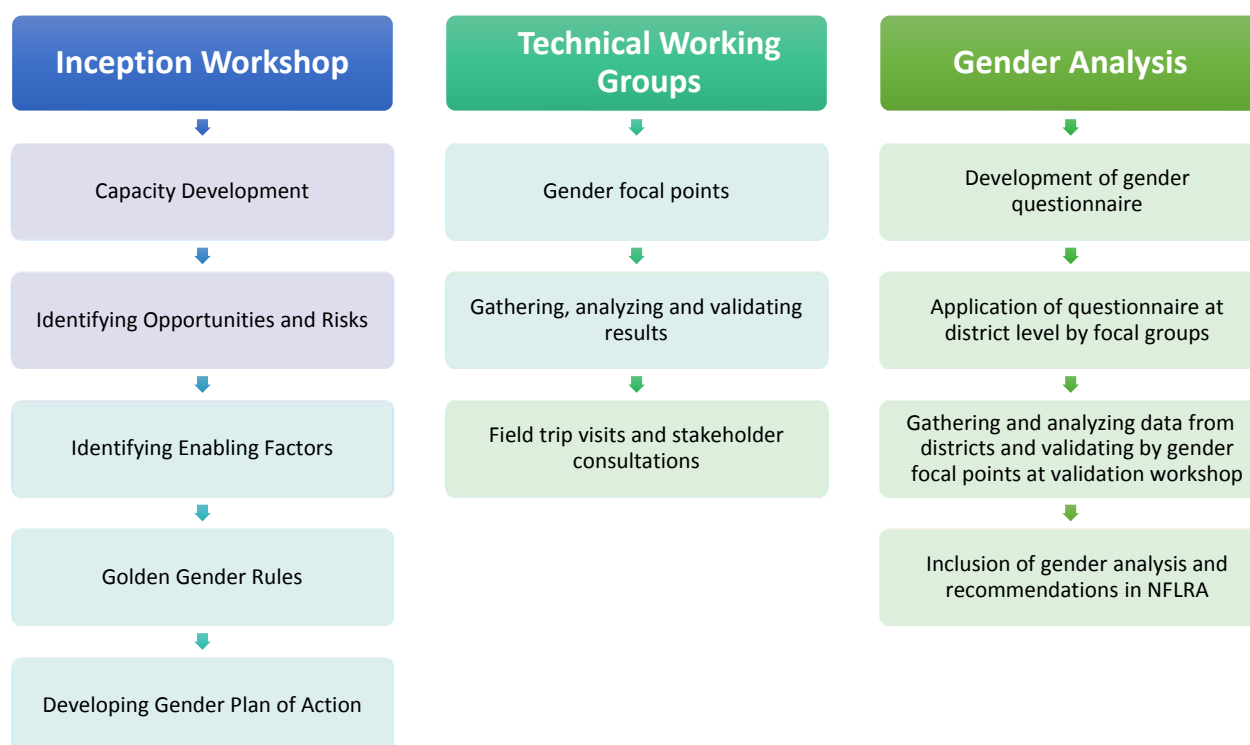 Inception Workshop
Capacity Development
Identifying Opportunities and Risks
Identifying Enabling Factors
Golden Gender Rules
Developing Gender Plan of Action
Technical Working
Groups
Gender focal points
Gathering, analyzing and validating
results
Field trip visits and stakeholder
consultations
Gender Analysis
Development of gender
questionnaire
Application of questionnaire at
district level by focal groups
Gathering and analyzing data from
districts and validating by gender
focal points at validation workshop
Inclusion of gender analysis and
recommendations in NFLRA